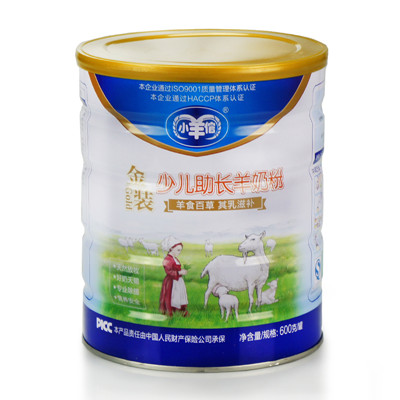 本企业通过ISO9001质量管理体系认证
本企业通过HACCP体系认证
小羊倌®
金装
少儿助长羊奶粉
羊食百草 其乳滋补
PICC 本产品责任由中国人民财产保险公司承保
净含量/规格:600克/罐